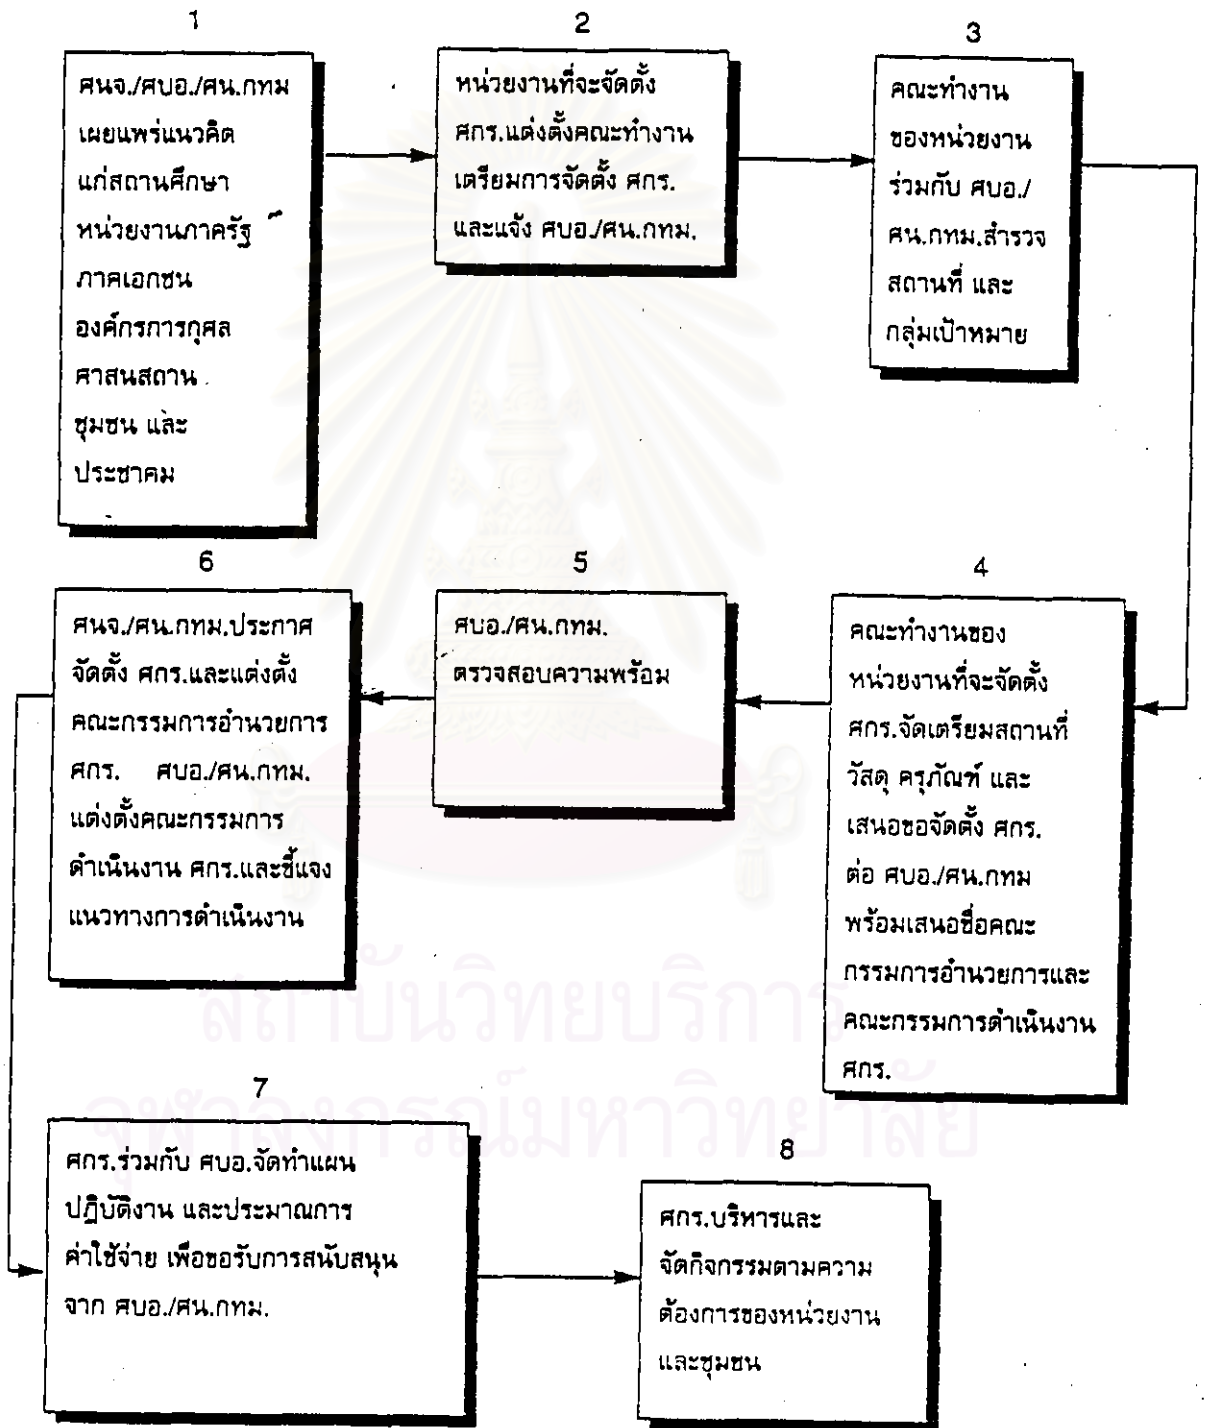 1
ศนจ./ศบอ./ศน.กทม
เผยแพร่แนวคิด
แก่สถานศึกษา
หน่วยงานภาครัฐ
ภาคเอกชน
องค์กรการกุศล
ศาสนสถาน
ชุมชน และ
ประชาคม
2
หน่วยงานที่จะจัดตั้ง
ศกร.แต่งตั้งคณะทำงาน
เตรียมการจัดตั้ง ศกร.
และแจ้ง ศบอ./ศน.กทม.
3
คณะทำงาน
ของหน่วยงาน
ร่วมกับ ศบอ./
ศน.กทม.สำรวจ
สถานที่ และ
กลุ่มเป้าหมาย
4
คณะทำงานของ
หน่วยงานที่จะจัดตั้ง
ศกร.จัดเตรียมสถานที่
วัสดุ ครุภัณฑ์ และ
เสนอขอจัดตั้ง ศกร.
ต่อ ศบอ./ศน.กทม
พร้อมเสนอชื่อคณะ
กรรมการอำนวยการและ
คณะกรรมการดำเนินงาน
ศกร.
5
ศบอ./ศน.กทม.
ตรวจสอบความพร้อม
6
ศนจ./ศน.กทม.ประกาศ
จัดตั้ง ศกร.และแต่งตั้ง
คณะกรรมการอำนวยการ
ศกร. ศบอ./ศน.กทม.
แต่งตั้งคณะกรรมการ
ดำเนินงาน ศกร.และชี้แจง
แนวทางการดำเนินงาน
7
ศกร.ร่วมกับ ศบอ.จัดทำแผน
ปฏิบัติงาน และประมาณการ
ค่าใช้จ่าย เพื่อขอรับการสนับสนุน
จาก ศบอ./ศน.กทม.
8
ศกร.บริหารและ
จัดกิจกรรมตามความ
ต้องการของหน่วยงาน
และชุมชน
สถาบันวิทยบริการ
จุฬาลงกรณ์มหาวิทยาลัย